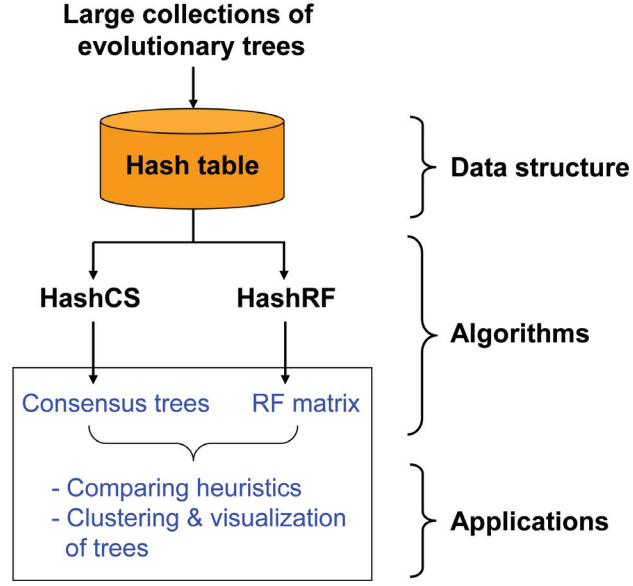 Large collections of
evolutionary trees
Hash table
Data structure
HashCS
HashRF
Algorithms
Consensus trees
RF matrix
- Comparing heuristics
- Clustering & visualization
of trees
Applications